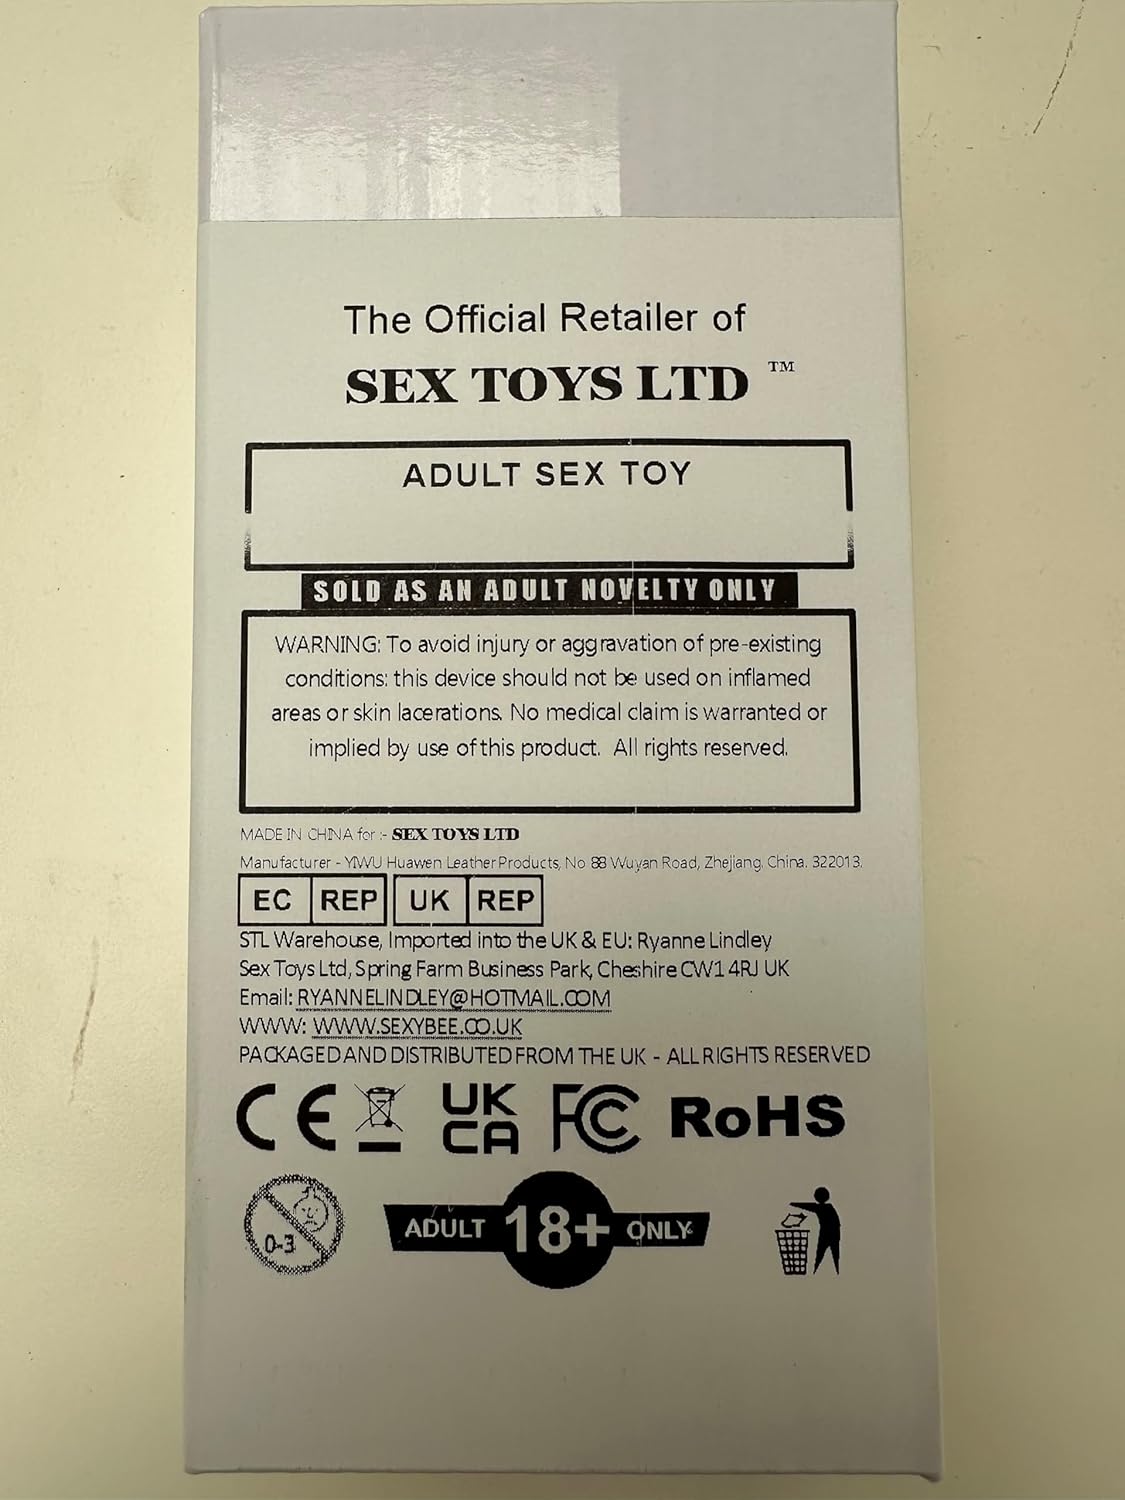 The Official Retailer of
SEX TOYS LTD ™
ADULT SEX TOY
SOLD AS AN ADULT NOVELTY ONLY
WARNING: To avoid injury or aggravation of pre-existing
conditions: this device should not be used on inflamed
areas or skin lacerations. No medical claim is warranted or
implied by use of this product. All rights reserved.
MADE IN CHINA for :- SEX TOYS LTD
Manufacturer - YIWU Huawen Leather Products, No 88 Wuyan Road, Zhejiang. China. 322013.
EC REP UK REP
STL Warehouse, Imported into the UK & EU: Ryanne Lindley
Sex Toys Ltd, Spring Farm Business Park, Cheshire CW1 4RJ UK
Email: RYANNELINDLEY@HOTMAIL.COM
WWW: WWW.SEXYBEE.CO.UK
PACKAGED AND DISTRIBUTED FROM THE UK - ALL RIGHTS RESERVED
CE UK CA FC RoHS
0-3 ADULT 18+ ONLY